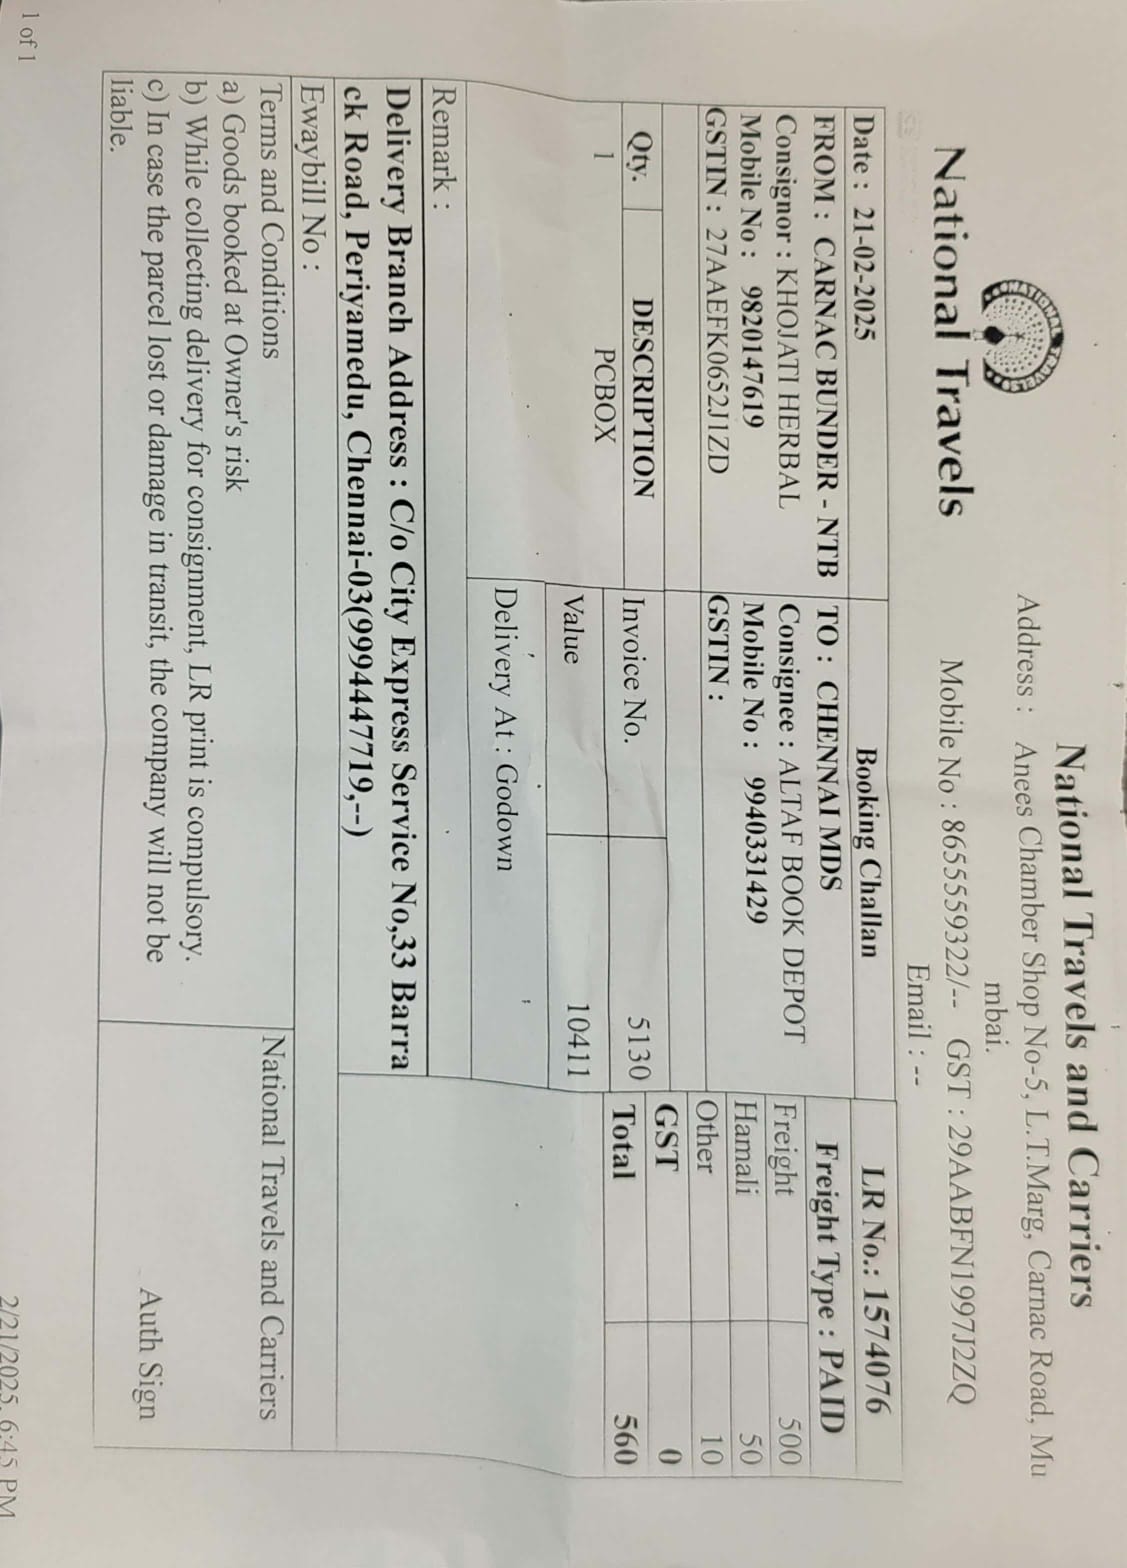 National Travels and Carriers
Address : Anees Chamber Shop No-5, L.T.Marg, Carnac Road, Mu
mbai.
National Travels
Mobile No : 8655559322/-- GST : 29AABFN1997J2ZQ
Email : --
Date : 21-02-2025 Booking Challan LR No.: 1574076
FROM : CARNAC BUNDER - NTB TO : CHENNAI MDS Freight Type : PAID
Consignor : KHOJATI HERBAL Consignee : ALTAF BOOK DEPOT Freight 500
Mobile No : 9820147619 Mobile No : 9940331429 Hamali 50
GSTIN : 27AAEFK0652J1ZD GSTIN : Other 10
GST 0
Qty. DESCRIPTION Invoice No. 5130 Total 560
1 PCBOX Value 10411
Delivery At : Godown
Remark :
Delivery Branch Address : C/o City Express Service No,33 Barra
ck Road, Periyamedu, Chennai-03(9994447719,--)
Ewaybill No :
Terms and Conditions National Travels and Carriers
a) Goods booked at Owner's risk
b) While collecting delivery for consignment, LR print is compulsory.
c) In case the parcel lost or damage in transit, the company will not be
liable. Auth Sign
1 of 1 2/21/2025, 6:45 PM